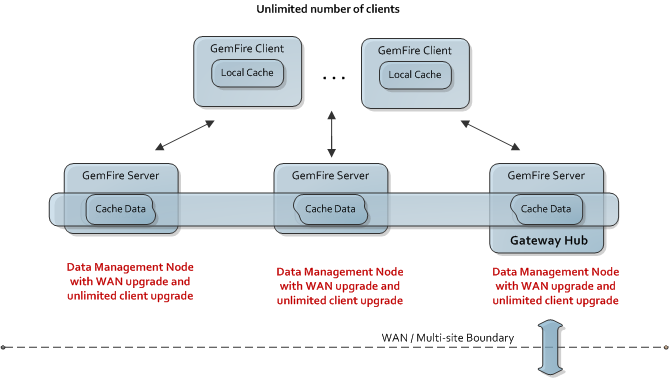 Unlimited number of clients
GemFire Client
Local Cache
...
GemFire Client
Local Cache
GemFire Server
Cache Data
GemFire Server
Cache Data
GemFire Server
Cache Data
Gateway Hub
Data Management Node
with WAN upgrade and
unlimited client upgrade
Data Management Node
with WAN upgrade and
unlimited client upgrade
Data Management Node
with WAN upgrade and
unlimited client upgrade
WAN / Multi-site Boundary